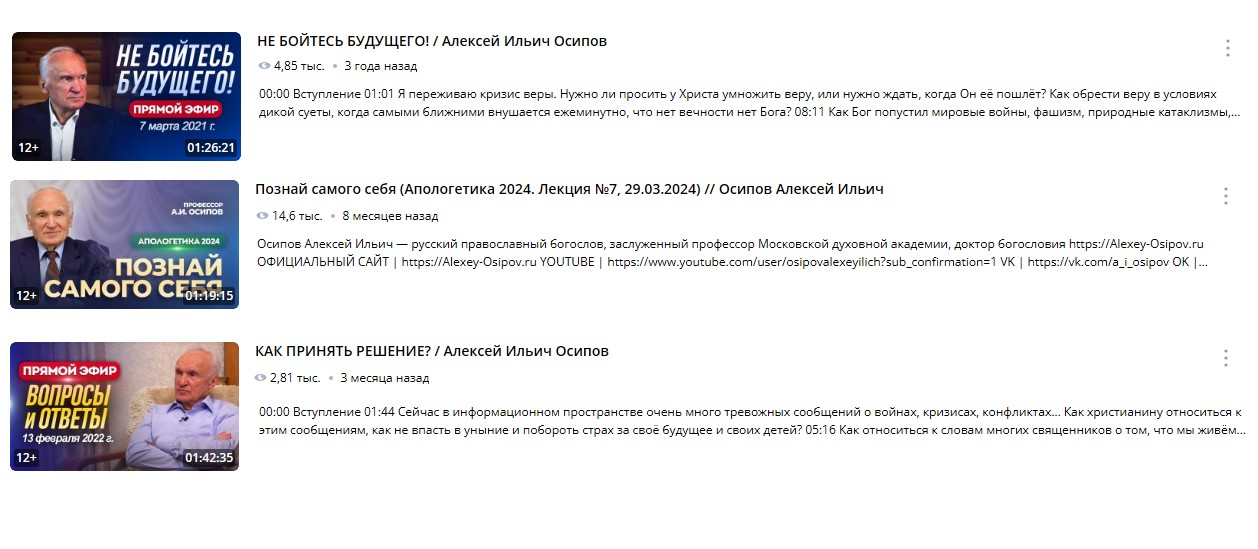 НЕ БОЙТЕСЬ
БУДУЩЕГО!
ПРЯМОЙ ЭФИР
7 марта 2021 г.
12+
01:26:21
НЕ БОЙТЕСЬ БУДУЩЕГО! / Алексей Ильич Осипов
4,85 тыс. • 3 года назад
00:00 Вступление 01:01 Я переживаю кризис веры. Нужно ли просить у Христа умножить веру, или нужно ждать, когда Он её пошлёт? Как обрести веру в условиях
дикой суеты, когда самыми ближними внушается ежеминутно, что нет вечности нет Бога? 08:11 Как Бог попустил мировые войны, фашизм, природные катаклизмы,...
ПРОФЕССОР
А.И. ОСИПОВ
АПОЛОГЕТИКА 2024
ПОЗНАЙ
САМОГО СЕБЯ
12+
01:19:15
Познай самого себя (Апологетика 2024. Лекция №7, 29.03.2024) // Осипов Алексей Ильич
14,6 тыс. • 8 месяцев назад
Осипов Алексей Ильич — русский православный богослов, заслуженный профессор Московской духовной академии, доктор богословия https://Alexey-Osipov.ru
ОФИЦИАЛЬНЫЙ САЙТ | https://Alexey-Osipov.ru YOUTUBE | https://www.youtube.com/user/osipovalexeyilich?sub_confirmation=1 VK | https://vk.com/a_i_osipov OK |...
ПРЯМОЙ ЭФИР
ВОПРОСЫ
И ОТВЕТЫ
13 февраля 2022 г.
12+
01:42:35
КАК ПРИНЯТЬ РЕШЕНИЕ? / Алексей Ильич Осипов
2,81 тыс. • 3 месяца назад
00:00 Вступление 01:44 Сейчас в информационном пространстве очень много тревожных сообщений о войнах, кризисах, конфликтах... Как христианину относиться к
этим сообщениям, как не впасть в уныние и побороть страх за своё будущее и своих детей? 05:16 Как относиться к словам многих священников о том, что мы живём...